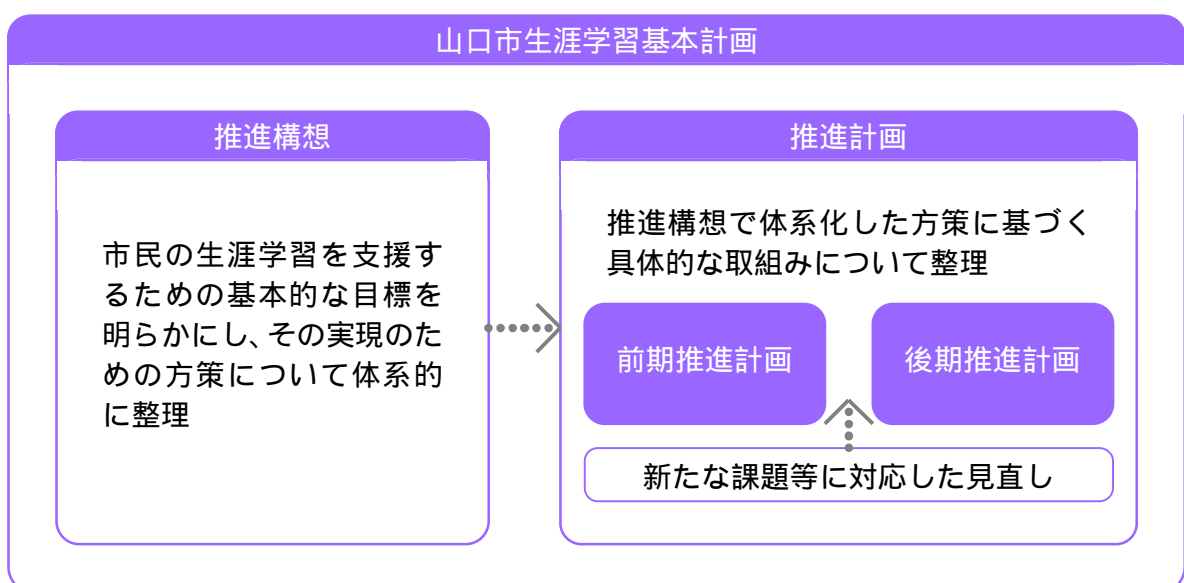 山口市生涯学習基本計画
推進構想
市民の生涯学習を支援す
るための基本的な目標を
明らかにし、その実現のた
めの方策について体系的
に整理
推進計画
推進構想で体系化した方策に基づく
具体的な取組みについて整理
前期推進計画
後期推進計画
新たな課題等に対応した見直し